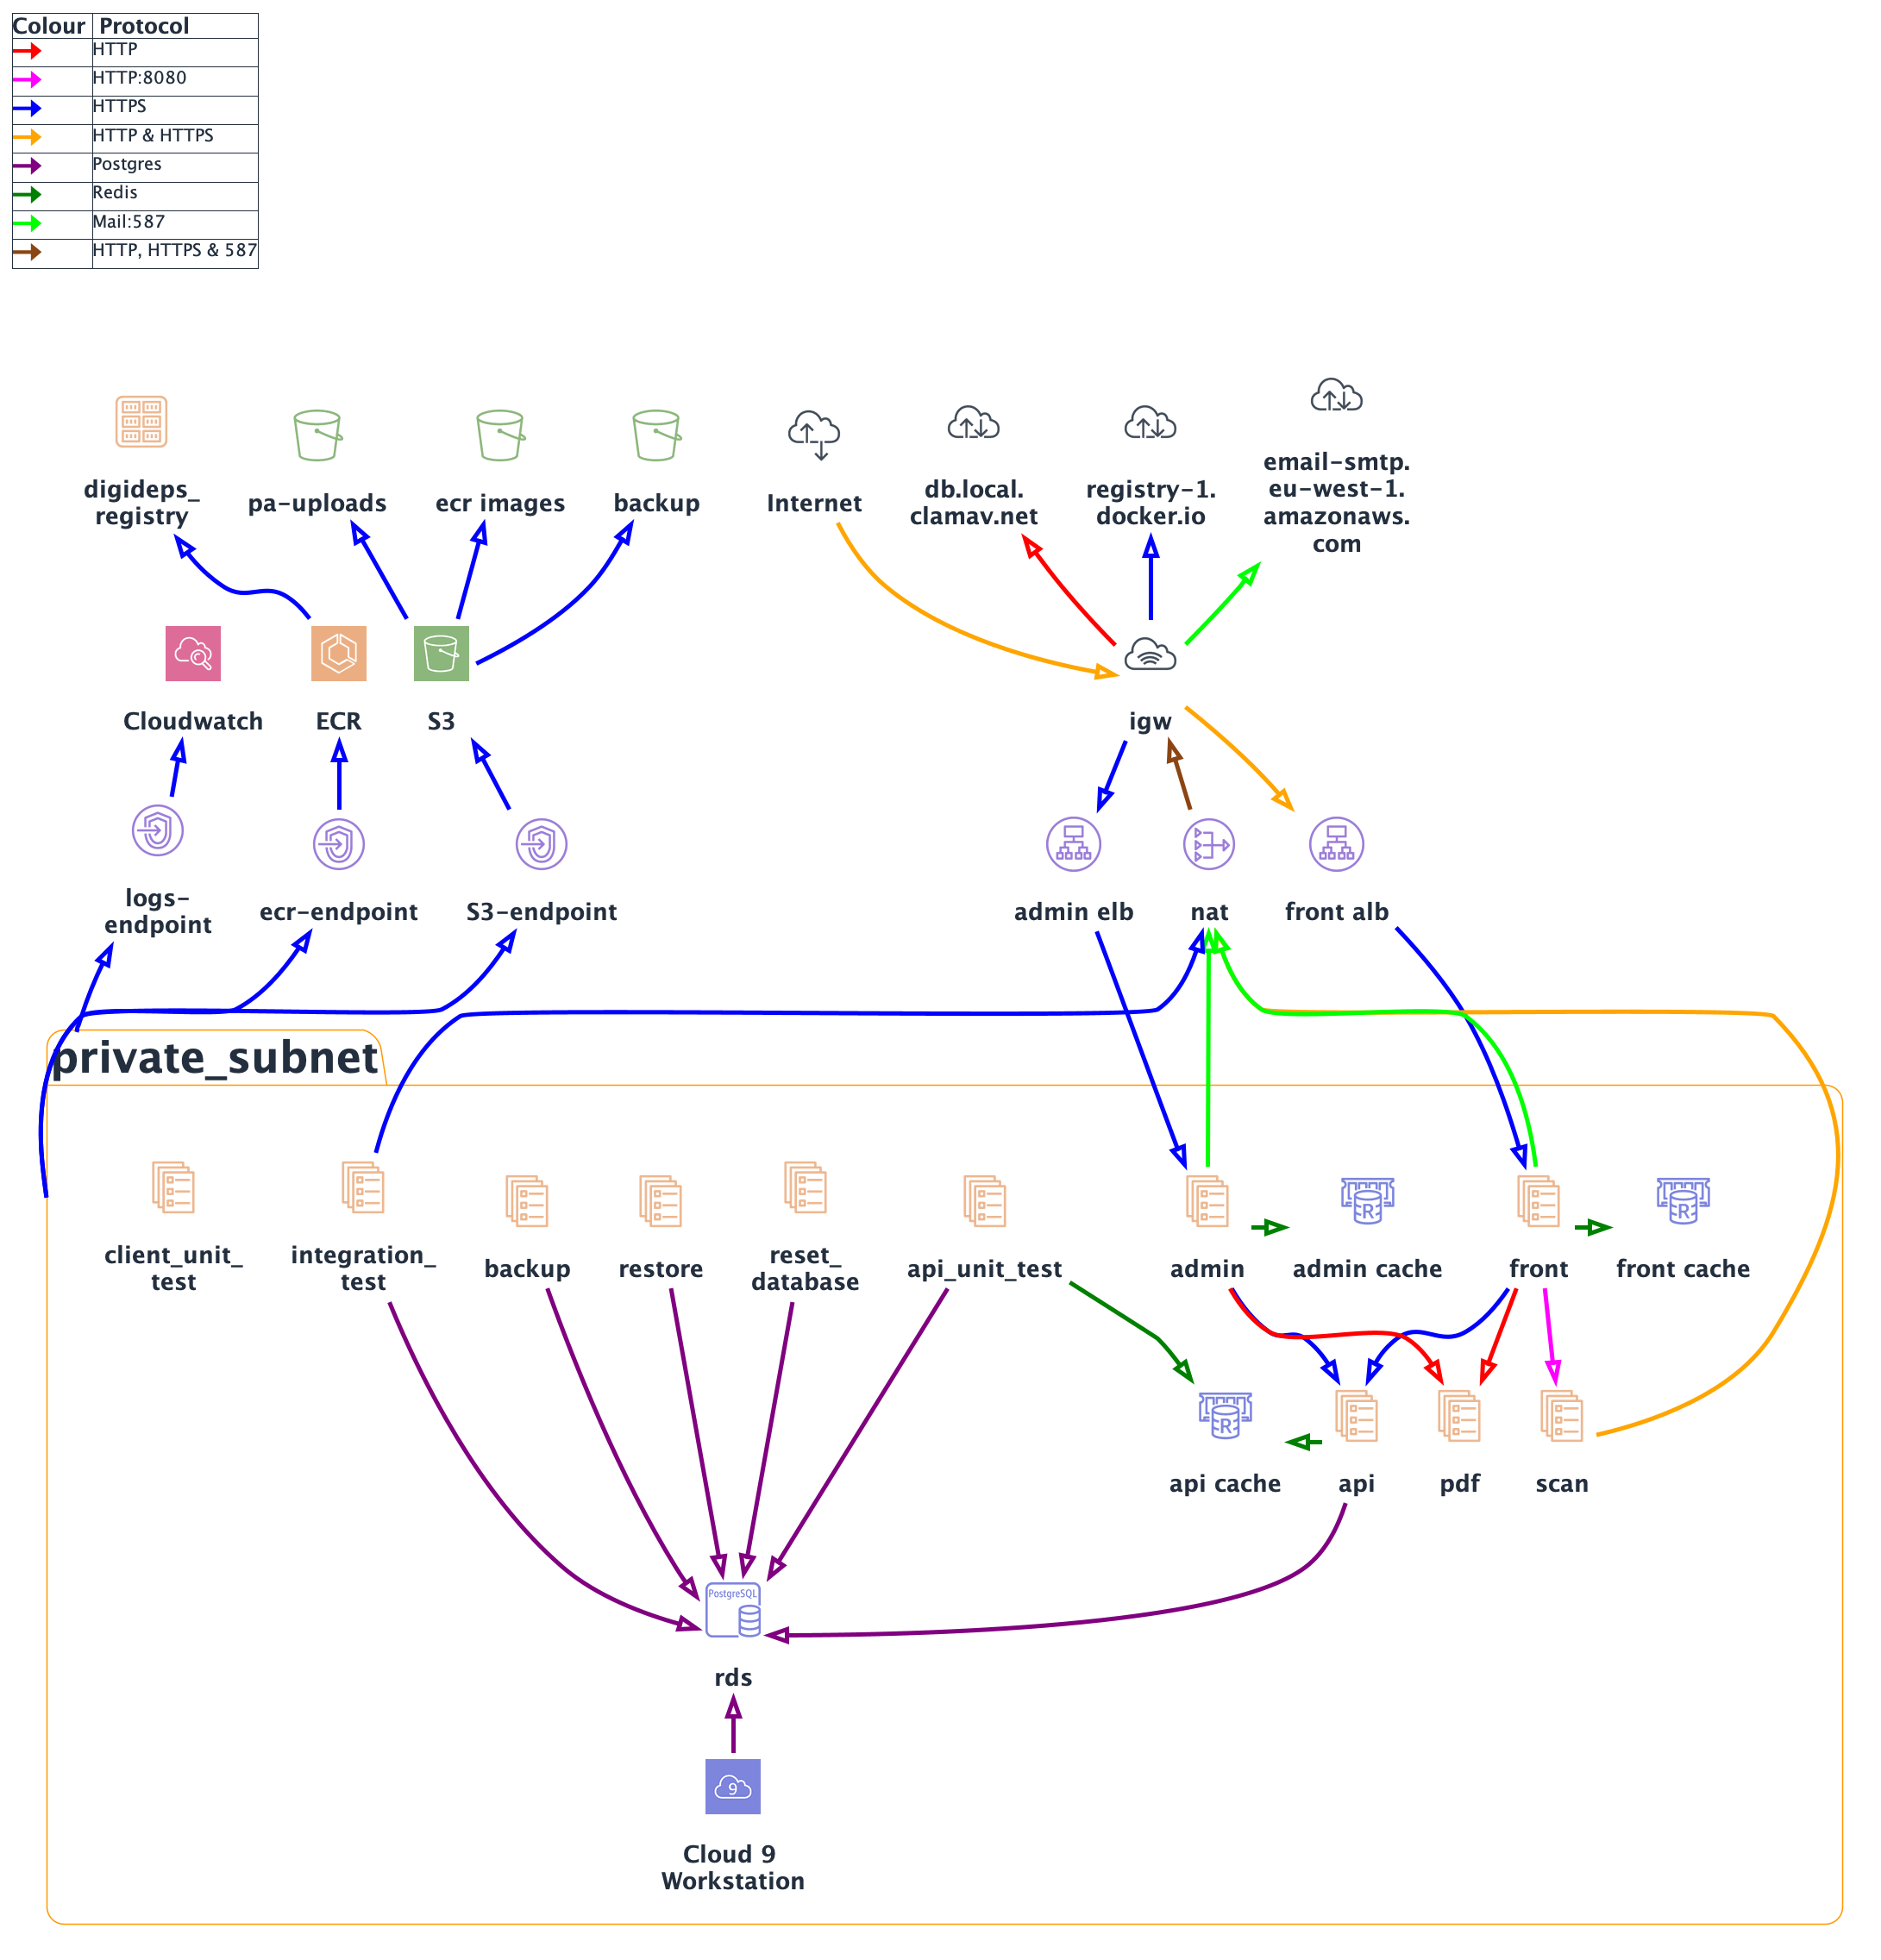 Colour Protocol
HTTP
HTTP:8080
HTTPS
HTTP & HTTPS
Postgres
Redis
Mail:587
HTTP, HTTPS & 587
digideps_
registry
pa-uploads
ecr images
backup
Internet
db.local.
clamav.net
registry-1.
docker.io
email-smtp.
eu-west-1.
amazonaws.
com
Cloudwatch
ECR
S3
igw
logs-
endpoint
ecr-endpoint
S3-endpoint
admin elb
nat
front alb
private_subnet
client_unit_
test
integration_
test
backup
restore
reset_
database
api_unit_test
admin
R
admin cache
front
R
front cache
R
api cache
api
pdf
scan
PostgreSQL
rds
9
Cloud 9
Workstation